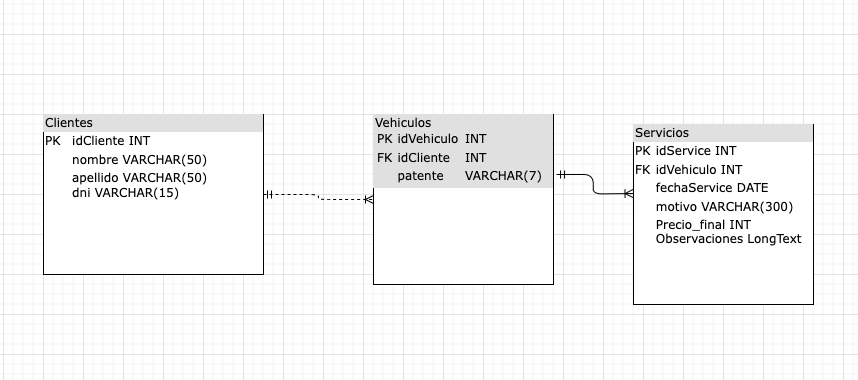 Clientes
PK idCliente INT
nombre VARCHAR(50)
apellido VARCHAR(50)
dni VARCHAR(15)
Vehiculos
PK idVehiculo INT
FK idCliente INT
patente VARCHAR(7)
Servicios
PK idService INT
FK idVehiculo INT
fechaService DATE
motivo VARCHAR(300)
Precio_final INT
Observaciones LongText